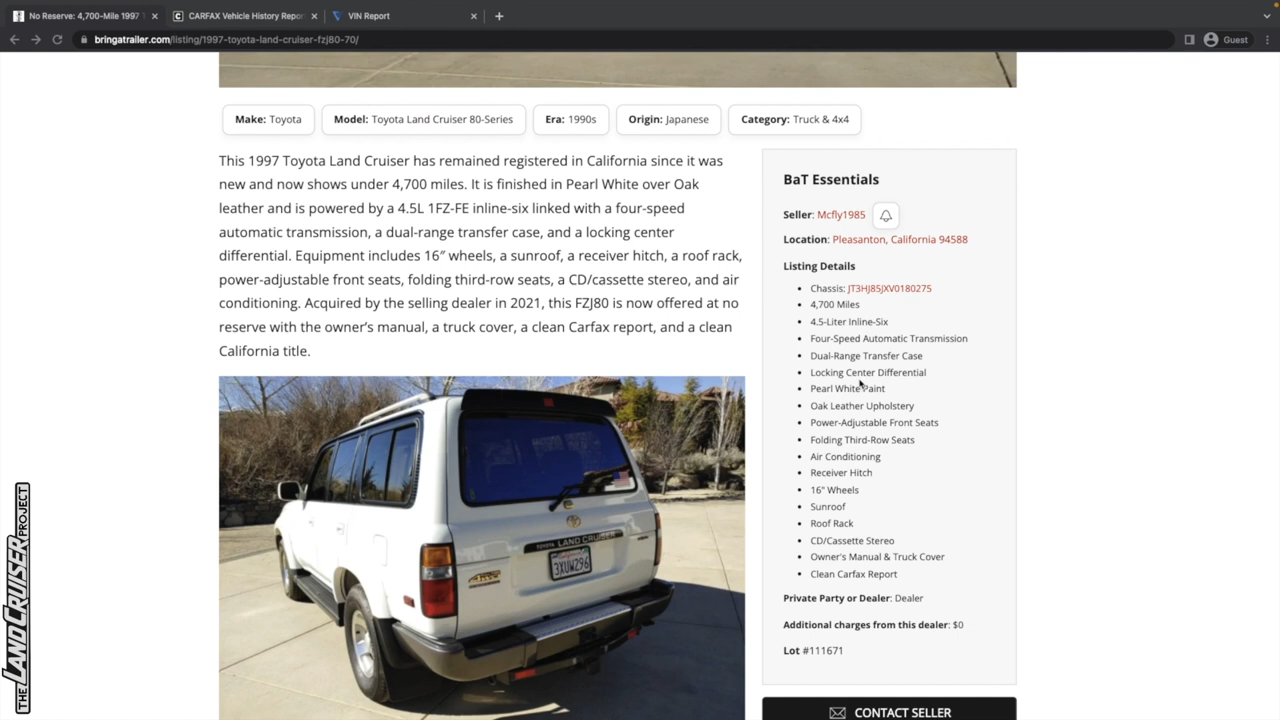 No Reserve: 4,700-Mile 1997
CARFAX Vehicle History Repor
VIN Report
bringatrailer.com/listing/1997-toyota-land-cruiser-fzj80-70/
Guest
Make: Toyota
Model: Toyota Land Cruiser 80-Series
Era: 1990s
Origin: Japanese
Category: Truck & 4x4
This 1997 Toyota Land Cruiser has remained registered in California since it was
new and now shows under 4,700 miles. It is finished in Pearl White over Oak
leather and is powered by a 4.5L 1FZ-FE inline-six linked with a four-speed
automatic transmission, a dual-range transfer case, and a locking center
differential. Equipment includes 16″ wheels, a sunroof, a receiver hitch, a roof rack,
power-adjustable front seats, folding third-row seats, a CD/cassette stereo, and air
conditioning. Acquired by the selling dealer in 2021, this FZJ80 is now offered at no
reserve with the owner's manual, a truck cover, a clean Carfax report, and a clean
California title.
BaT Essentials
Seller: Mcfly1985
Location: Pleasanton, California 94588
Listing Details
Chassis: JT3HJ85JXV0180275
4,700 Miles
4.5-Liter Inline-Six
Four-Speed Automatic Transmission
Dual-Range Transfer Case
Locking Center Differential
Pearl White Paint
Oak Leather Upholstery
Power-Adjustable Front Seats
Folding Third-Row Seats
Air Conditioning
Receiver Hitch
16" Wheels
Sunroof
Roof Rack
CD/Cassette Stereo
Owner's Manual & Truck Cover
Clean Carfax Report
Private Party or Dealer: Dealer
Additional charges from this dealer: $0
Lot #111671
CONTACT SELLER
TOYOTA LAND CRUISER
3XUW296
THE LAND CRUISER PROJECT